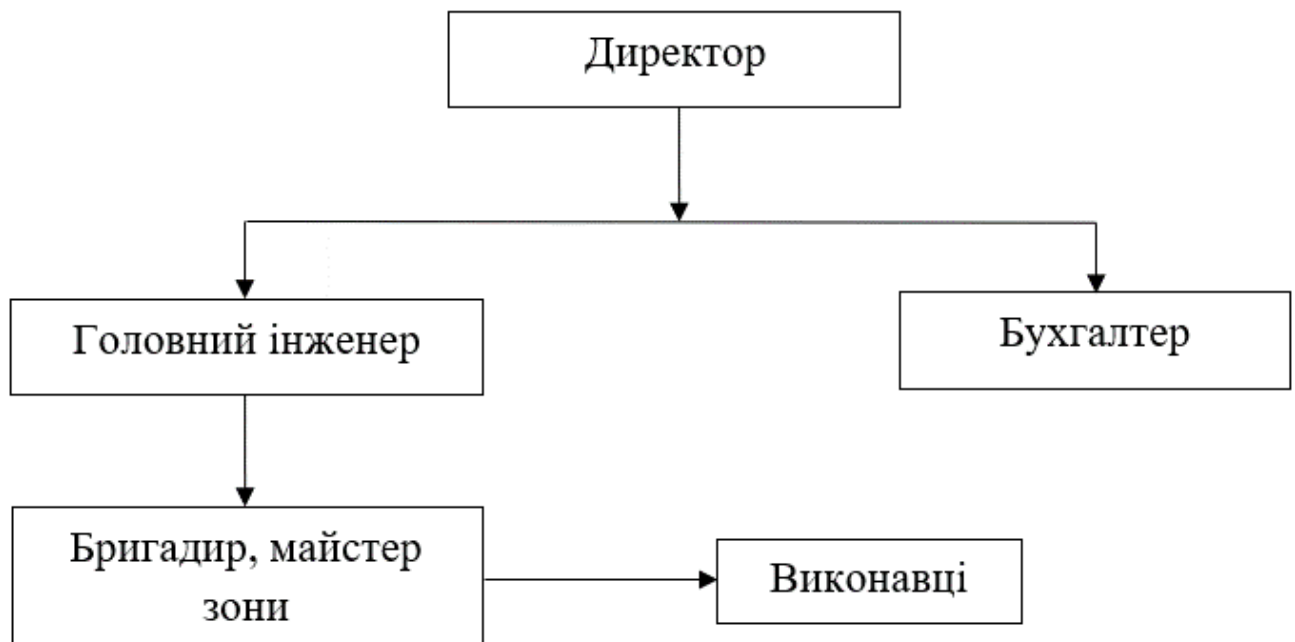 Директор
Головний інженер
Бухгалтер
Бригадир, майстер
зони
Виконавці